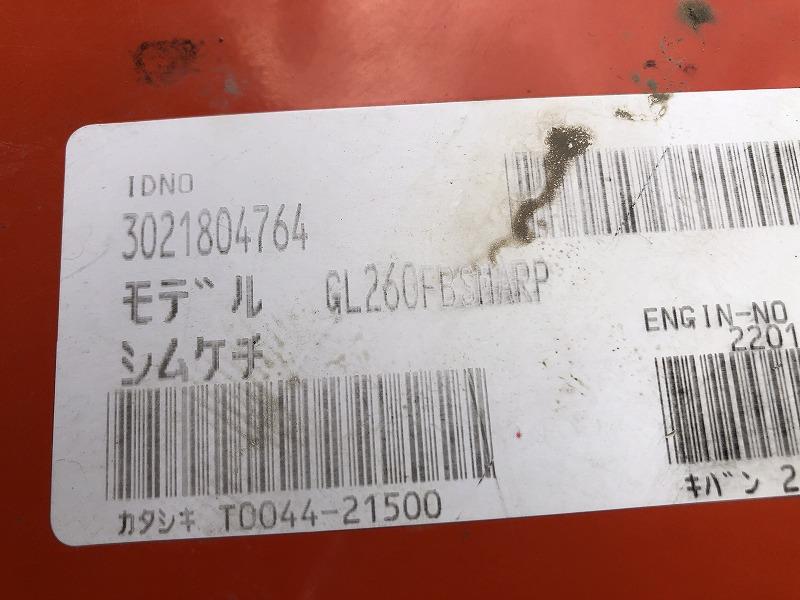 IDNO
3021804764
モデル GL260FBSMARP
シムケチ
ENGIN-NO
2201
カタシキ T0044-21500
キバン 2